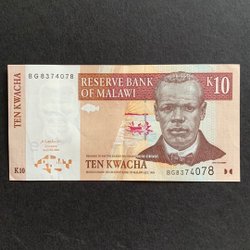 RESERVE BANK
OF MALAWI
K10
BG8374078
TEN KWACHA
K10
TEN KWACHA
BG8374078